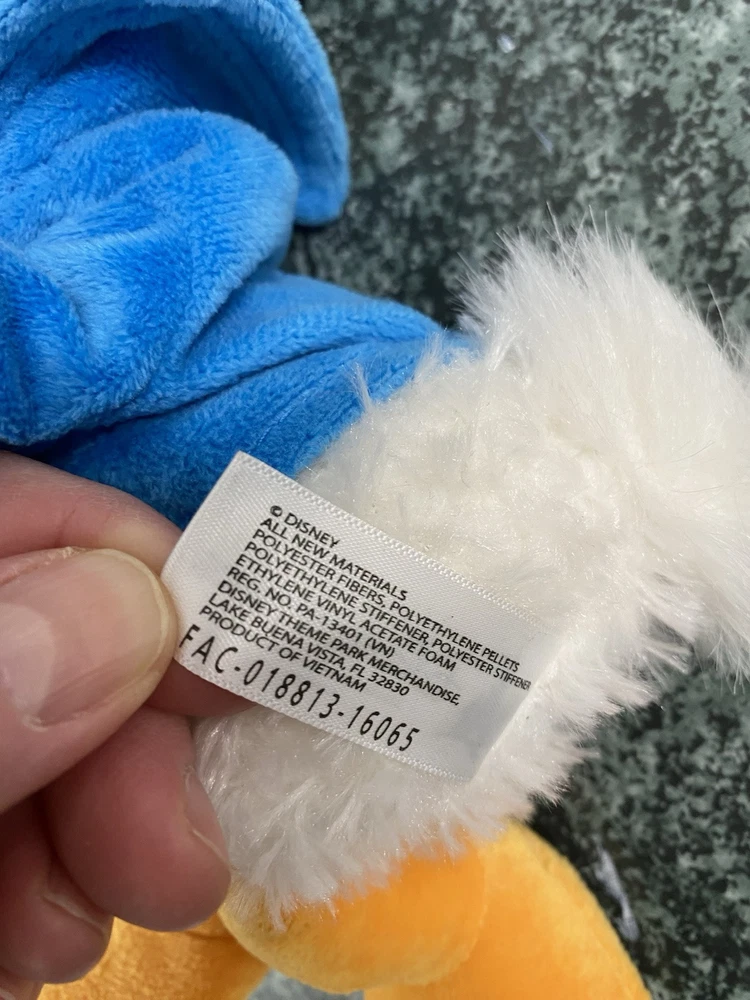 © DISNEY
ALL NEW MATERIALS
POLYESTER FIBERS, POLYETHYLENE PELLETS
POLYETHYLENE STIFFENER, POLYESTER STIFFENER
ETHYLENE VINYL ACETATE FOAM
REG. NO. PA-13401 (VN)
DISNEY THEME PARK MERCHANDISE,
LAKE BUENA VISTA, FL 32830
PRODUCT OF VIETNAM
FAC-018813-16065